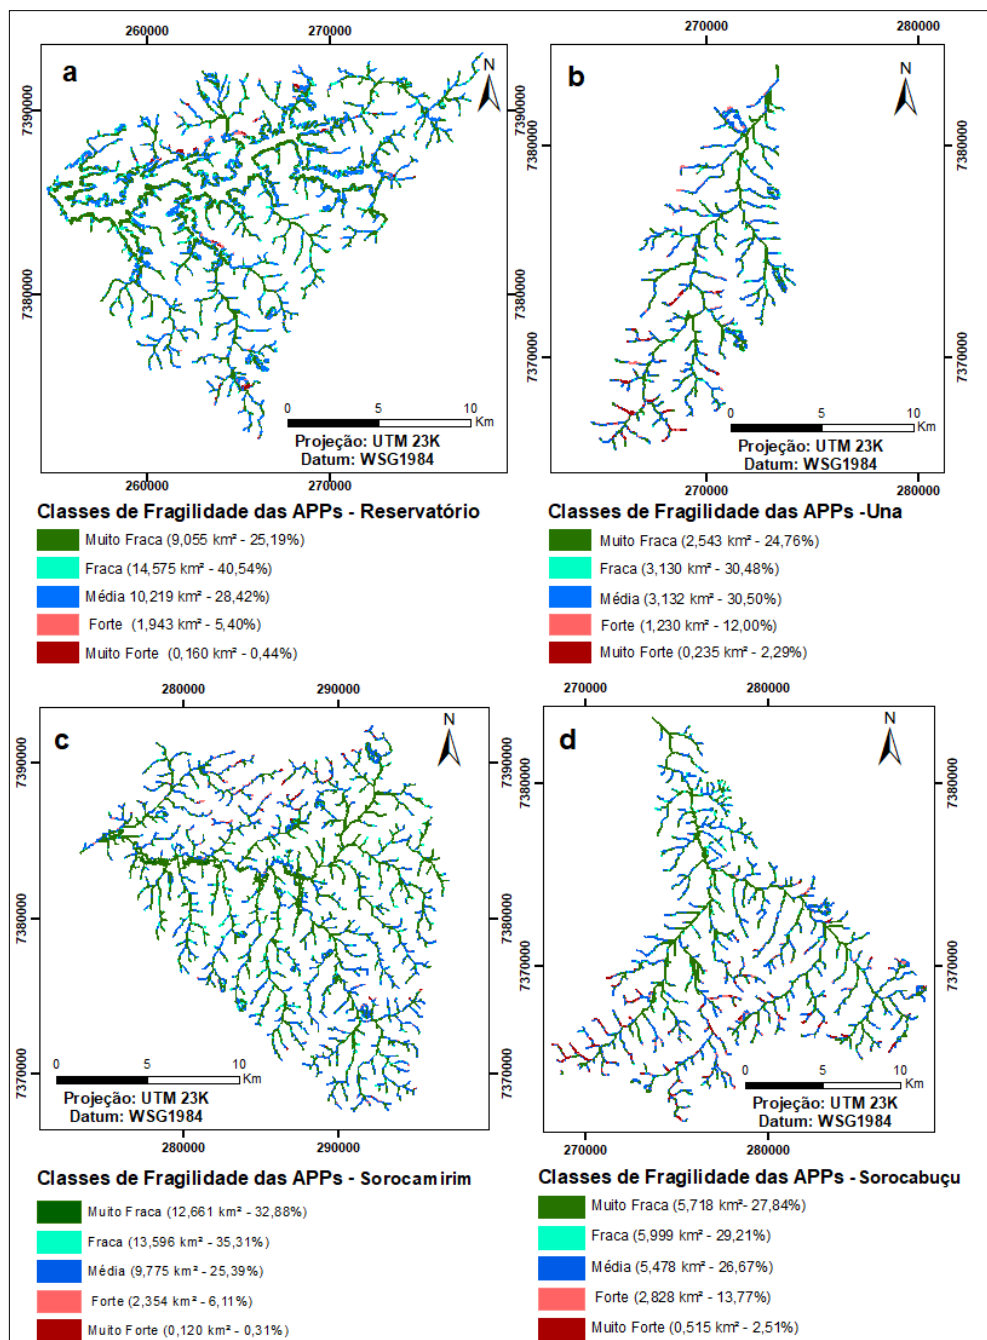 260000 270000
a
N
7390000 7390000
7380000 7380000
0 5 10
Km
Projeção: UTM 23K
Datum: WSG1984
260000 270000
Classes de Fragilidade das APPs - Reservatório
Muito Fraca (9,055 km² - 25,19%)
Fraca (14,575 km² - 40,54%)
Média 10,219 km² - 28,42%)
Forte (1,943 km² - 5,40%)
Muito Forte (0,160 km² - 0,44%)
270000 280000
b
N
7380000 7380000
7370000 7370000
0 5 10
Km
Projeção: UTM 23K
Datum: WSG1984
270000 280000
Classes de Fragilidade das APPs -Una
Muito Fraca (2,543 km² - 24,76%)
Fraca (3,130 km² - 30,48%)
Média (3,132 km² - 30,50%)
Forte (1,230 km² - 12,00%)
Muito Forte (0,235 km² - 2,29%)
280000 290000
c
N
7390000 7390000
7380000 7380000
7370000 7370000
0 5 10
Km
Projeção: UTM 23K
Datum: WSG1984
280000 290000
Classes de Fragilidade das APPs - Sorocamirim
Muito Fraca (12,661 km² - 32,88%)
Fraca (13,596 km² - 35,31%)
Média (9,775 km² - 25,39%)
Forte (2,354 km² - 6,11%)
Muito Forte (0,120 km² - 0,31%)
270000 280000
d
N
7380000 7380000
7370000 7370000
0 5 10
Km
Projeção: UTM 23K
Datum: WSG1984
270000 280000
Classes de Fragilidade das APPs - Sorocabuçu
Muito Fraca (5,718 km² - 27,84%)
Fraca (5,999 km² - 29,21%)
Média (5,478 km² - 26,67%)
Forte (2,828 km² - 13,77%)
Muito Forte (0,515 km² - 2,51%)